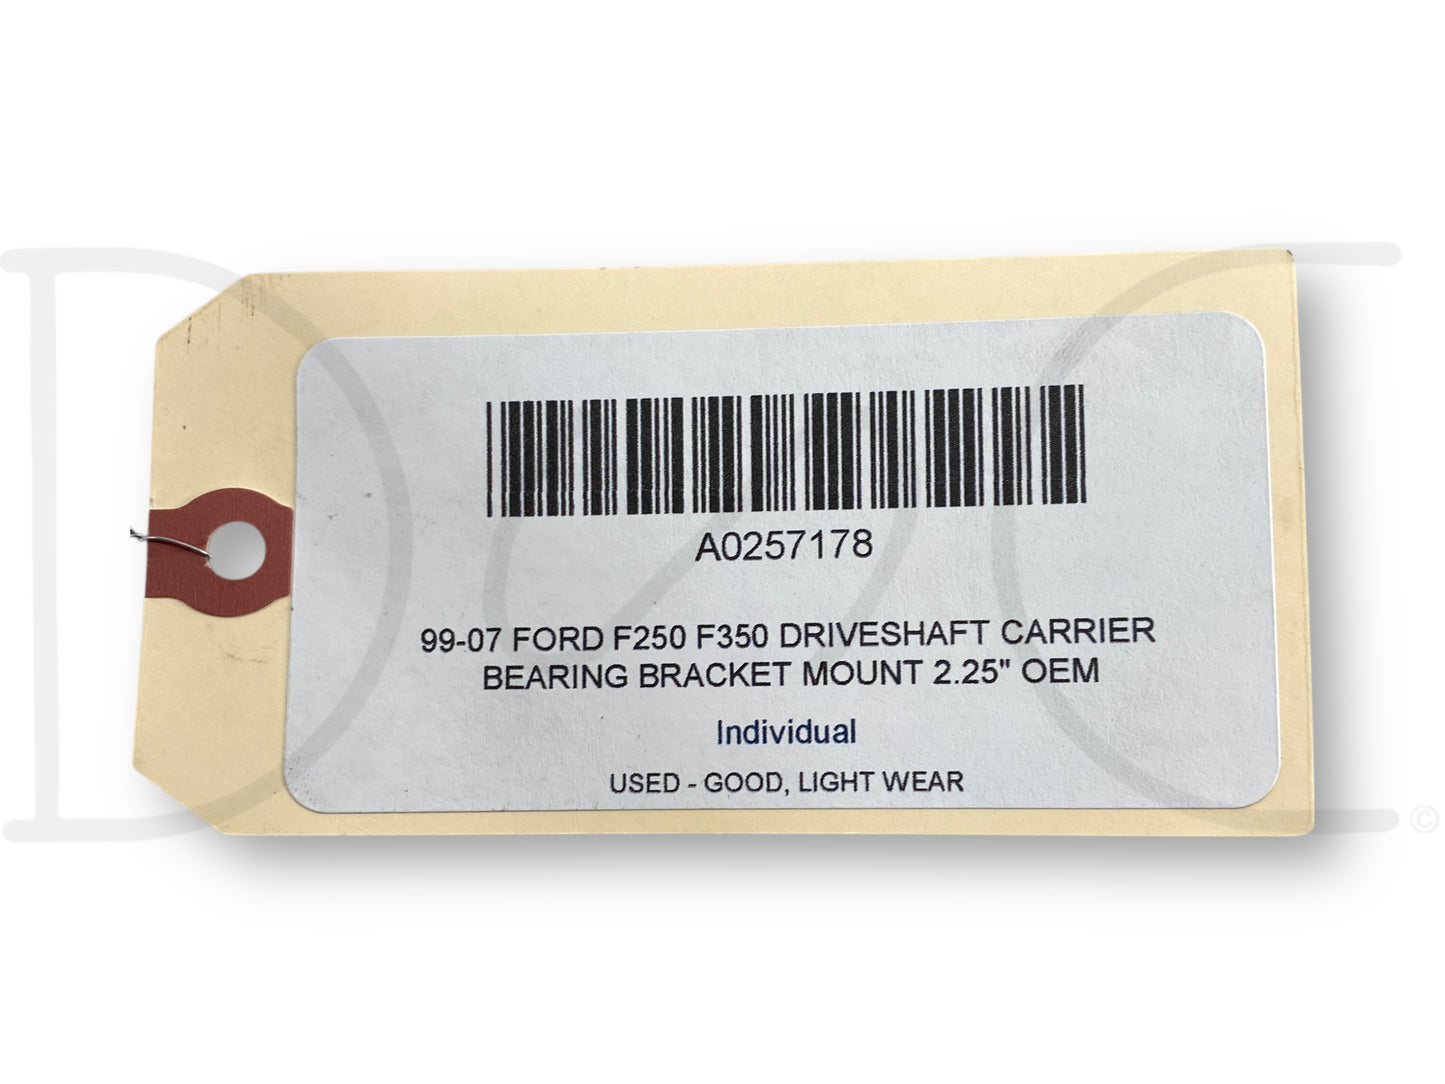 A0257178
99-07 FORD F250 F350 DRIVESHAFT CARRIER
BEARING BRACKET MOUNT 2.25" OEM
Individual
USED - GOOD, LIGHT WEAR
©